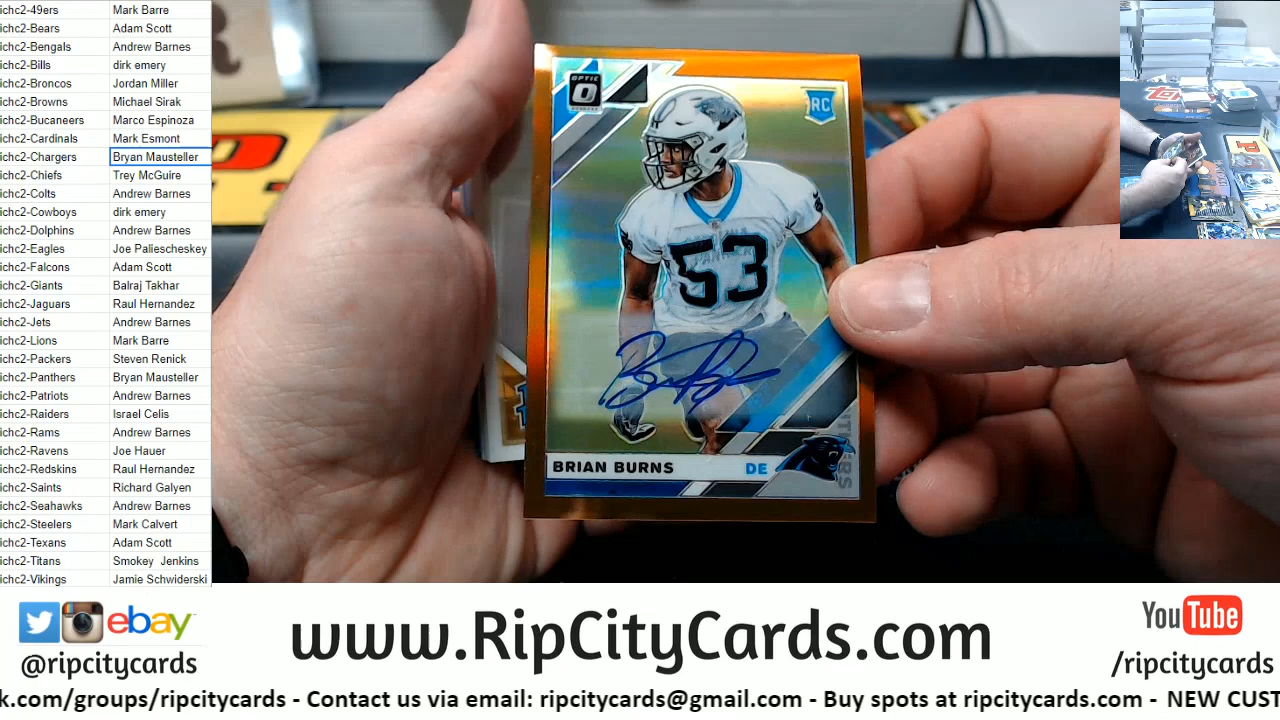 ichc2-49ers Mark Barre
ichc2-Bears Adam Scott
ichc2-Bengals Andrew Barnes
ichc2-Bills dirk emery
ichc2-Broncos Jordan Miller
ichc2-Browns Michael Sirak
ichc2-Bucaneers Marco Espinoza
ichc2-Cardinals Mark Esmont
ichc2-Chargers Bryan Mausteller
ichc2-Chiefs Trey McGuire
ichc2-Colts Andrew Barnes
ichc2-Cowboys dirk emery
ichc2-Dolphins Andrew Barnes
ichc2-Eagles Joe Paliescheskey
ichc2-Falcons Adam Scott
ichc2-Giants Balraj Takhar
ichc2-Jaguars Raul Hernandez
ichc2-Jets Andrew Barnes
ichc2-Lions Mark Barre
ichc2-Packers Steven Renick
ichc2-Panthers Bryan Mausteller
ichc2-Patriots Andrew Barnes
ichc2-Raiders Israel Celis
ichc2-Rams Andrew Barnes
ichc2-Ravens Joe Hauer
ichc2-Redskins Raul Hernandez
ichc2-Saints Richard Galyen
ichc2-Seahawks Andrew Barnes
ichc2-Steelers Mark Calvert
ichc2-Texans Adam Scott
ichc2-Titans Smokey Jenkins
ichc2-Vikings Jamie Schwiderski
OPTIC
RC
53
BRIAN BURNS DE
ebay
@ripcitycards
www.RipCityCards.com
YouTube
/ripcitycards
k.com/groups/ripcitycards - Contact us via email: ripcitycards@gmail.com - Buy spots at ripcitycards.com - NEW CUST